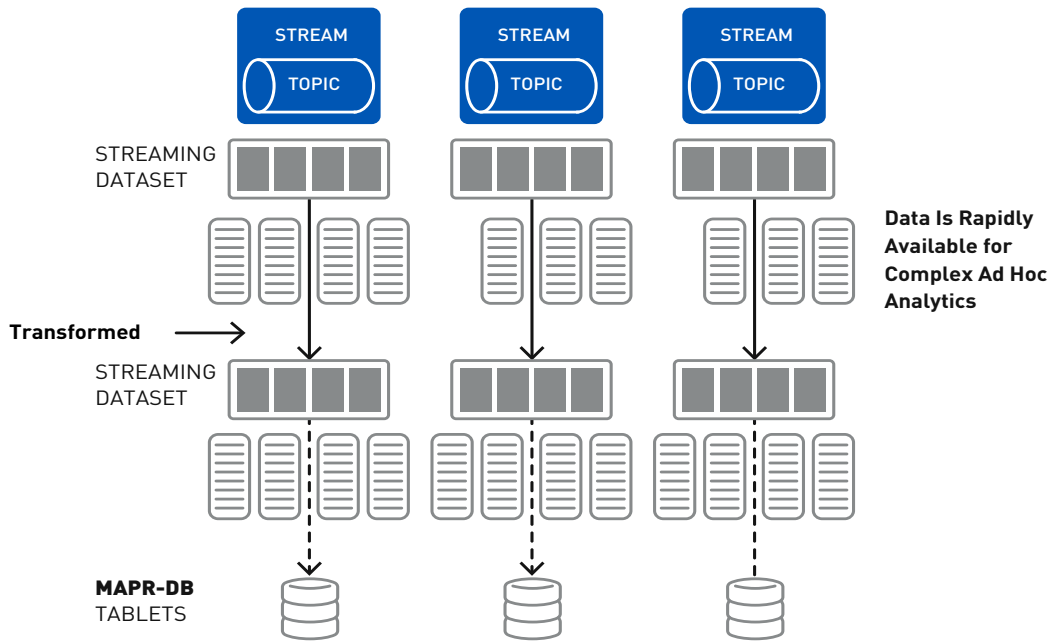 STREAM
TOPIC
STREAM
TOPIC
STREAM
TOPIC
STREAMING
DATASET
Data Is Rapidly
Available for
Complex Ad Hoc
Analytics
Transformed
STREAMING
DATASET
MAPR-DB
TABLETS